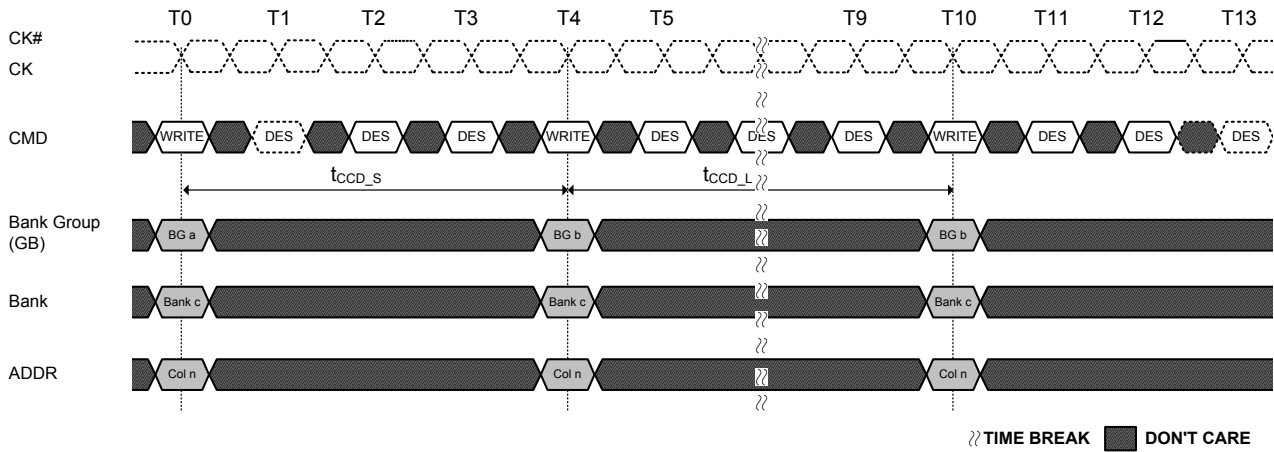 T0 T1 T2 T3 T4 T5 T9 T10 T11 T12 T13
CK#
CK
CMD WRITE DES DES DES WRITE DES DES DES WRITE DES DES DES
tCCD_S tCCD_L
Bank Group
(GB)
BG a BG b BG b
Bank Bank c Bank c Bank c
ADDR Col n Col n Col n
TIME BREAK DON'T CARE